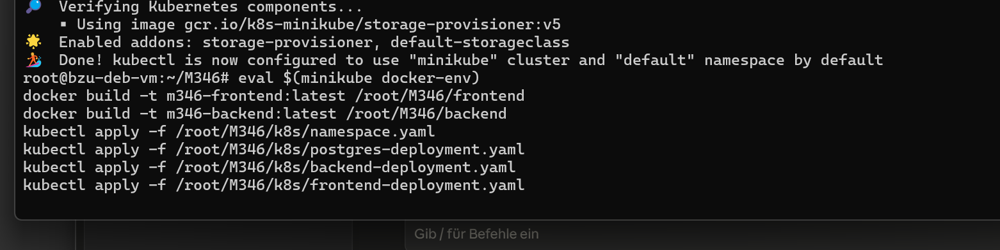 🔎 Verifying Kubernetes components...
▪ Using image gcr.io/k8s-minikube/storage-provisioner:v5
🌟 Enabled addons: storage-provisioner, default-storageclass
🏄 Done! kubectl is now configured to use "minikube" cluster and "default" namespace by default
root@bzu-deb-vm:~/M346# eval $(minikube docker-env)
docker build -t m346-frontend:latest /root/M346/frontend
docker build -t m346-backend:latest /root/M346/backend
kubectl apply -f /root/M346/k8s/namespace.yaml
kubectl apply -f /root/M346/k8s/postgres-deployment.yaml
kubectl apply -f /root/M346/k8s/backend-deployment.yaml
kubectl apply -f /root/M346/k8s/frontend-deployment.yaml
Gib / für Befehle ein